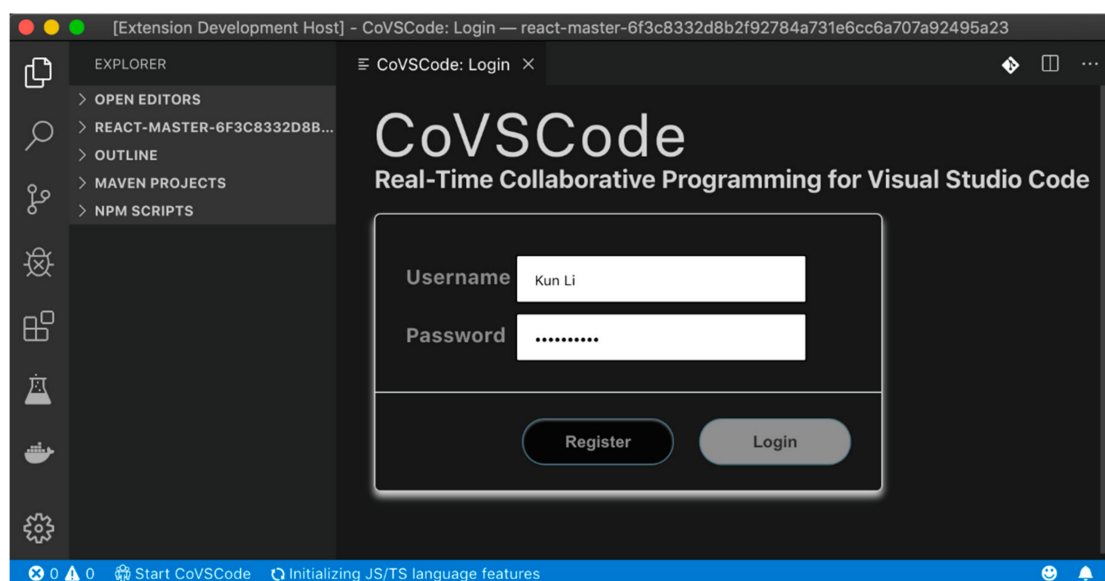 [Extension Development Host] - CoVSCode: Login — react-master-6f3c8332d8b2f92784a731e6cc6a707a92495a23
EXPLORER
CoVSCode: Login
OPEN EDITORS
REACT-MASTER-6F3C8332D8B...
OUTLINE
MAVEN PROJECTS
NPM SCRIPTS
CoVSCode
Real-Time Collaborative Programming for Visual Studio Code
Username Kun Li
Password ••••••••••
Register Login
0 0 Start CoVSCode Initializing JS/TS language features